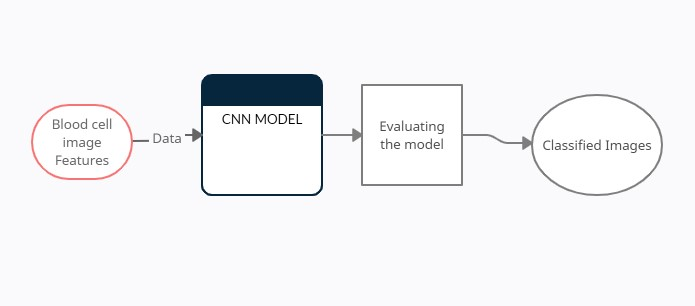 Blood cell
image
Features
Data
CNN MODEL
Evaluating
the model
Classified Images